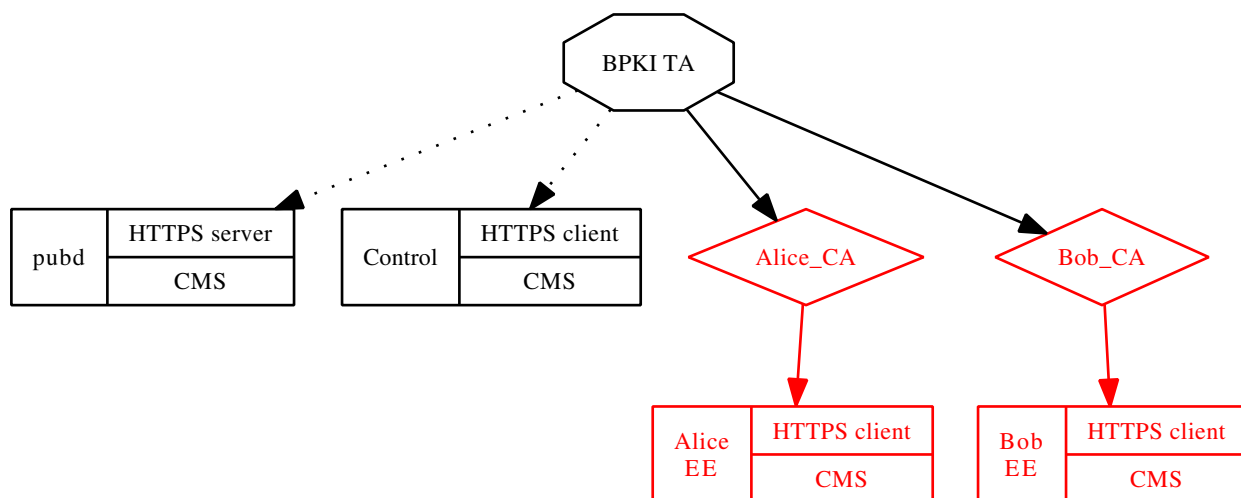 BPKI TA
pubd
HTTPS server
CMS
Control
HTTPS client
CMS
Alice_CA
Bob_CA
Alice
EE
HTTPS client
CMS
Bob
EE
HTTPS client
CMS